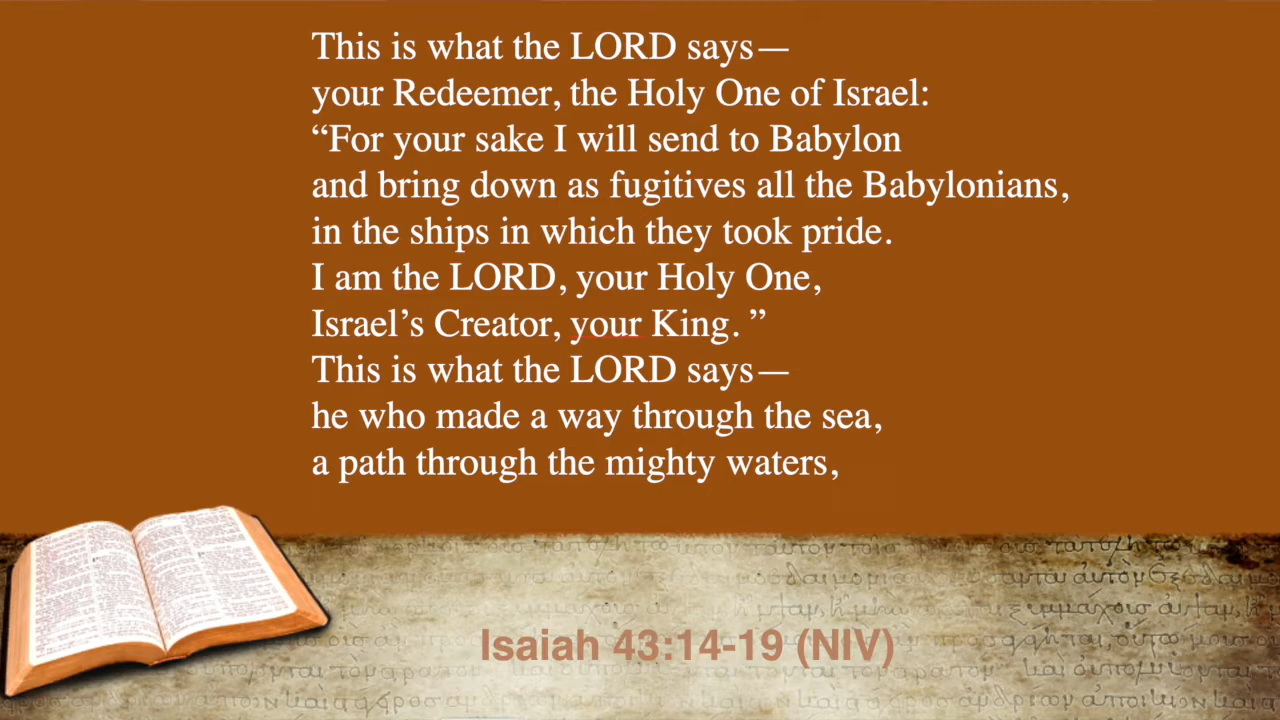 This is what the LORD says—
your Redeemer, the Holy One of Israel:
“For your sake I will send to Babylon
and bring down as fugitives all the Babylonians,
in the ships in which they took pride.
I am the LORD, your Holy One,
Israel’s Creator, your King. ”
This is what the LORD says—
he who made a way through the sea,
a path through the mighty waters,
Isaiah 43:14-19 (NIV)